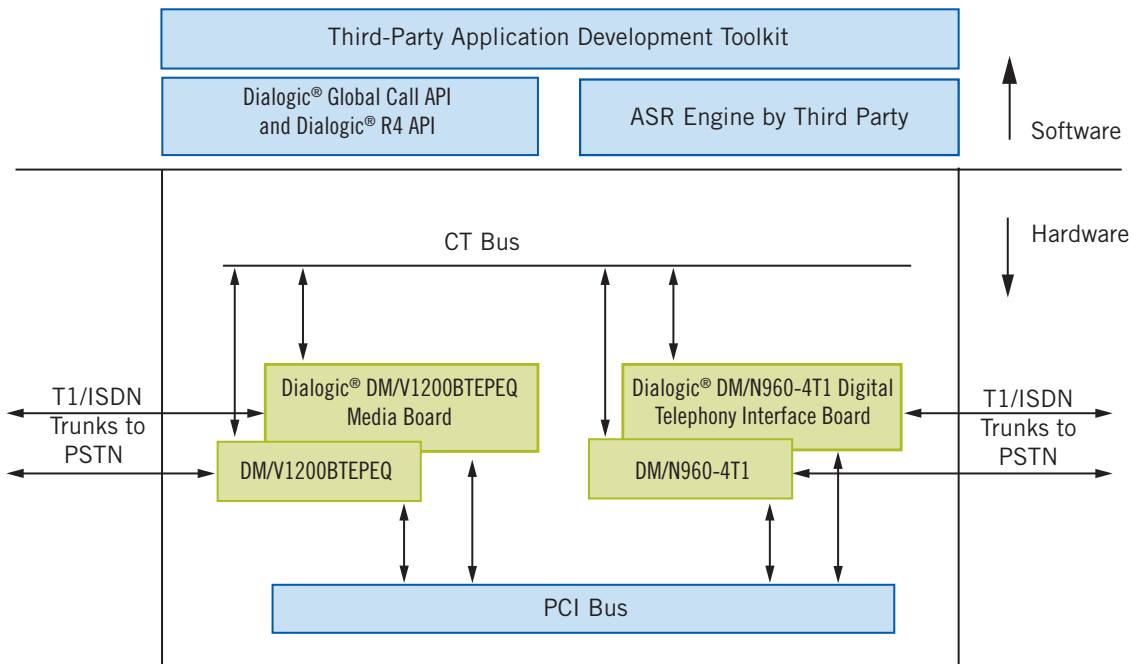 Third-Party Application Development Toolkit
Dialogic® Global Call API
and Dialogic® R4 API
ASR Engine by Third Party
Software
Hardware
CT Bus
Dialogic® DM/V1200BTEPEQ
Media Board
Dialogic® DM/N960-4T1 Digital
Telephony Interface Board
T1/ISDN
Trunks to
PSTN
T1/ISDN
Trunks to
PSTN
DM/V1200BTEPEQ
DM/N960-4T1
PCI Bus